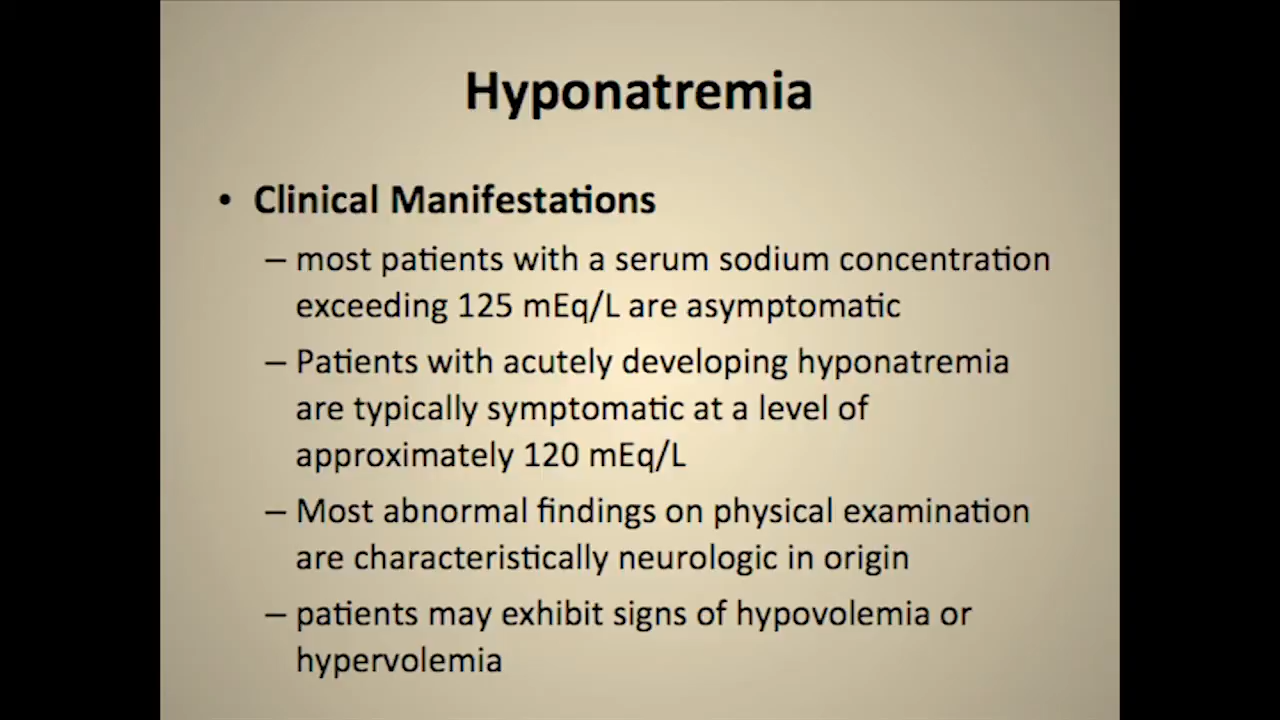 Hyponatremia
• Clinical Manifestations
– most patients with a serum sodium concentration
exceeding 125 mEq/L are asymptomatic
– Patients with acutely developing hyponatremia
are typically symptomatic at a level of
approximately 120 mEq/L
– Most abnormal findings on physical examination
are characteristically neurologic in origin
– patients may exhibit signs of hypovolemia or
hypervolemia